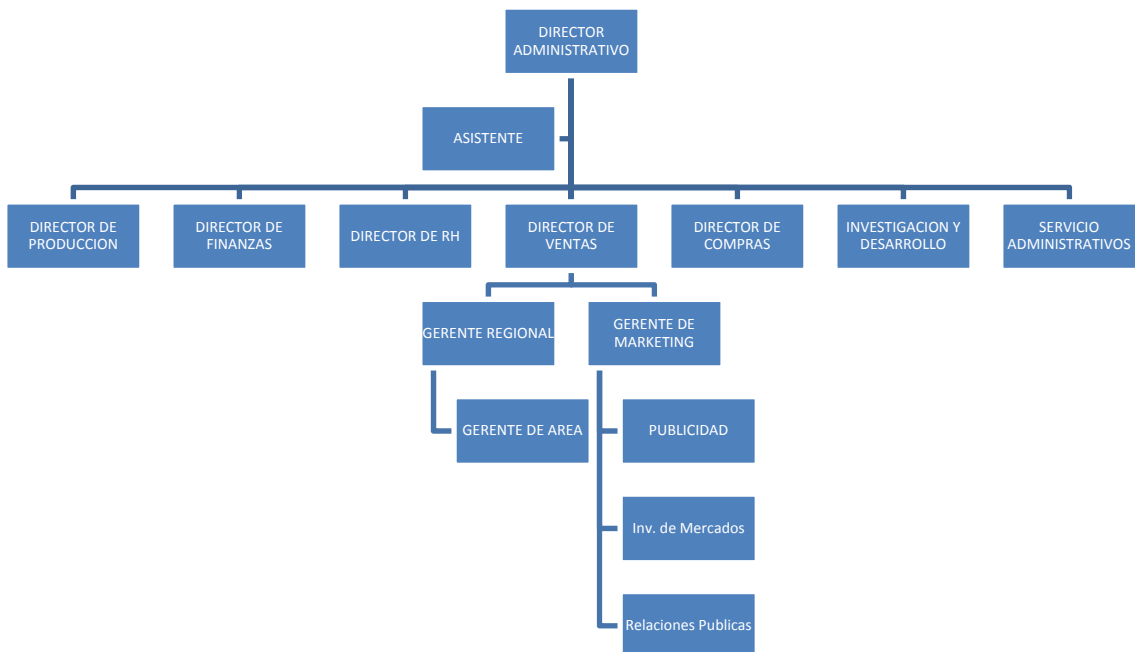 DIRECTOR
ADMINISTRATIVO
ASISTENTE
DIRECTOR DE
PRODUCCION
DIRECTOR DE
FINANZAS
DIRECTOR DE RH
DIRECTOR DE
VENTAS
DIRECTOR DE
COMPRAS
INVESTIGACION Y
DESARROLLO
SERVICIO
ADMINISTRATIVOS
GERENTE REGIONAL
GERENTE DE
MARKETING
GERENTE DE AREA
PUBLICIDAD
Inv. de Mercados
Relaciones Publicas